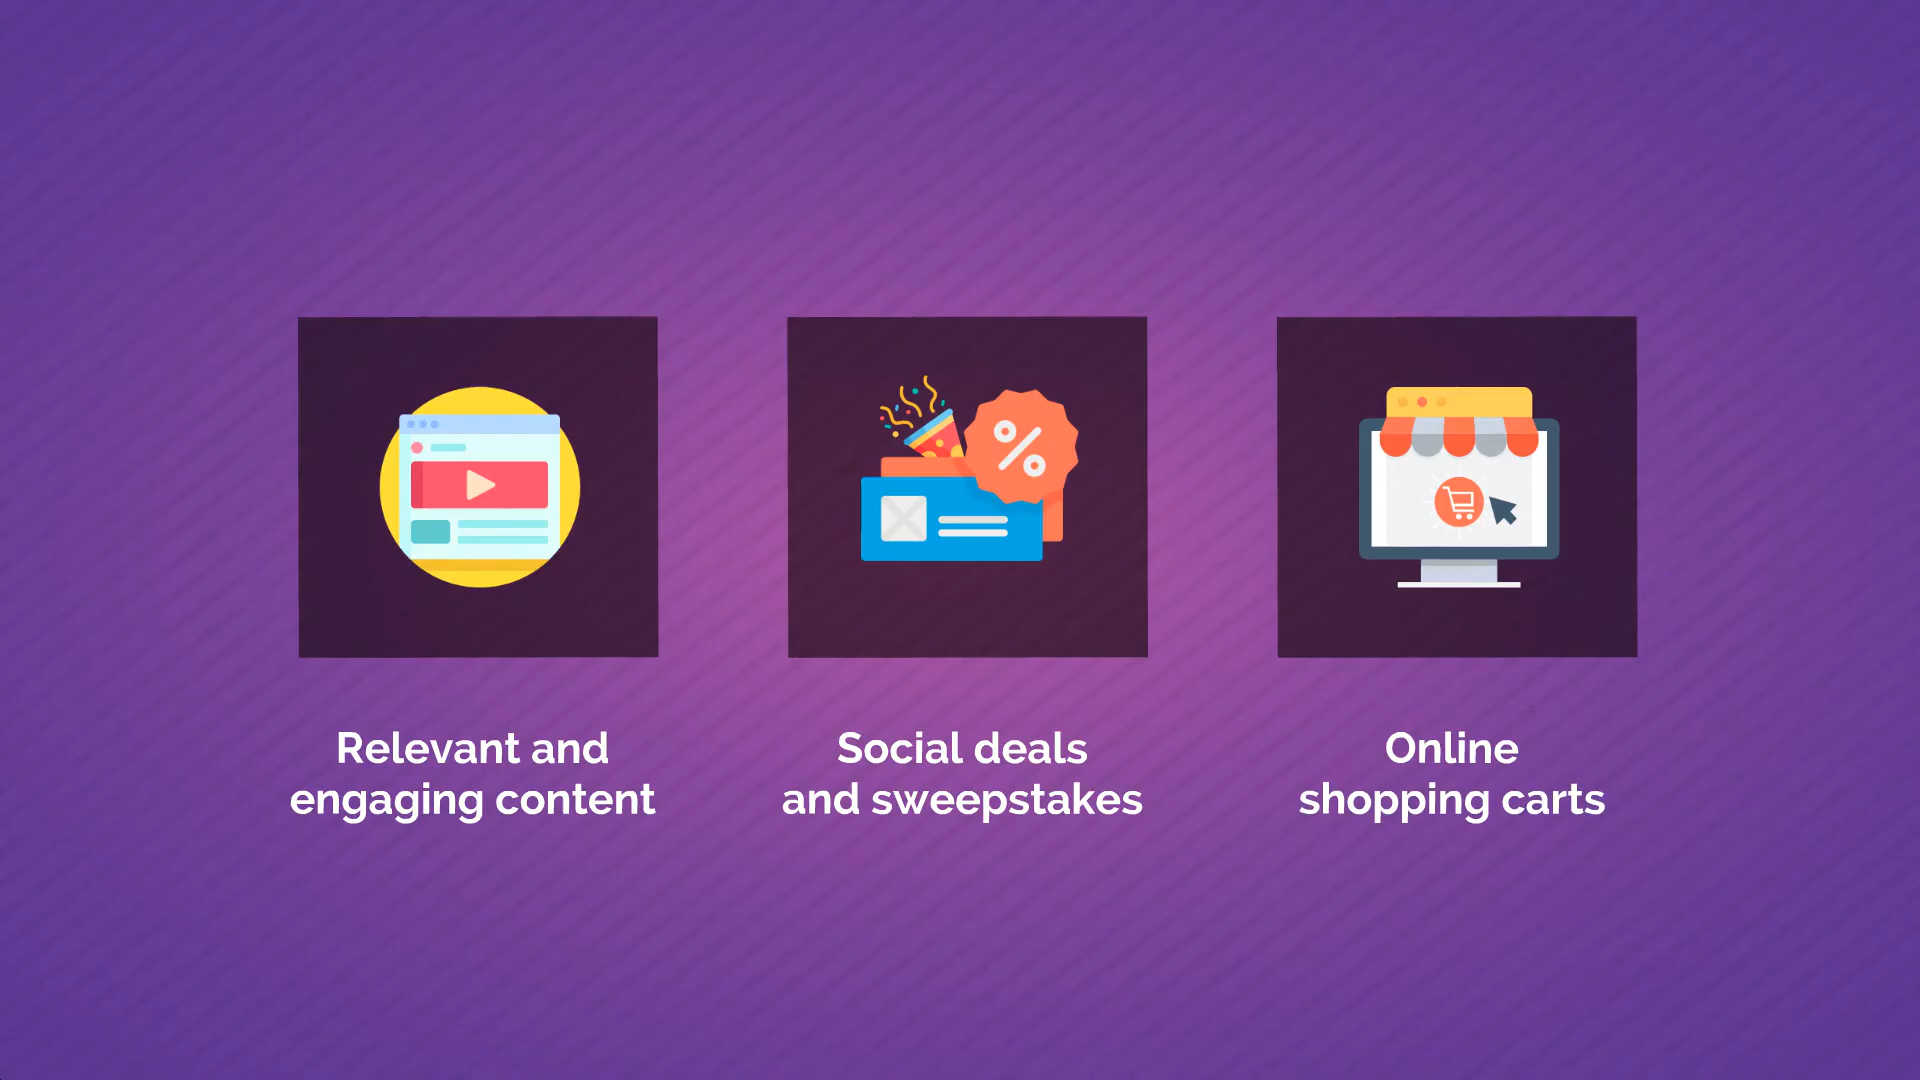 Relevant and
engaging content
Social deals
and sweepstakes
Online
shopping carts